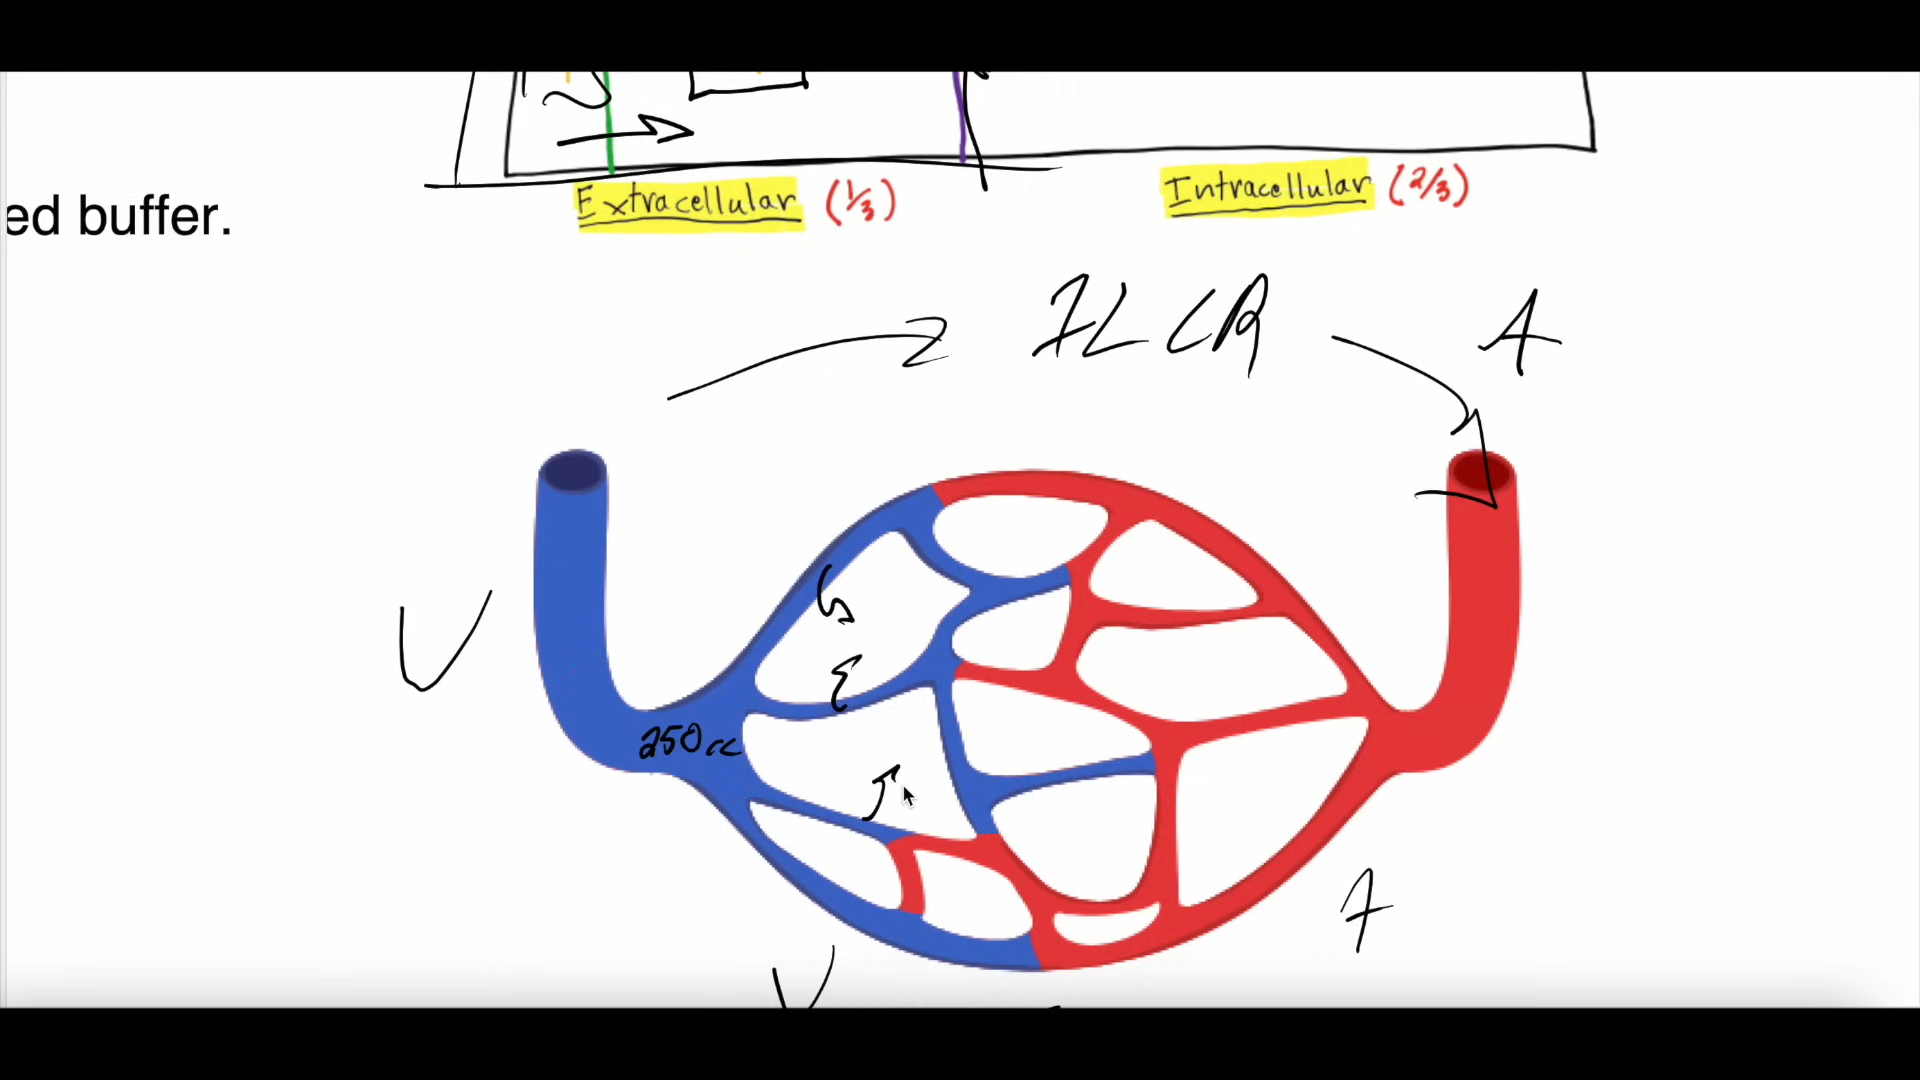 Extracellular (1/3)
Intracellular (2/3)
ed buffer.
A
V
250cc
V